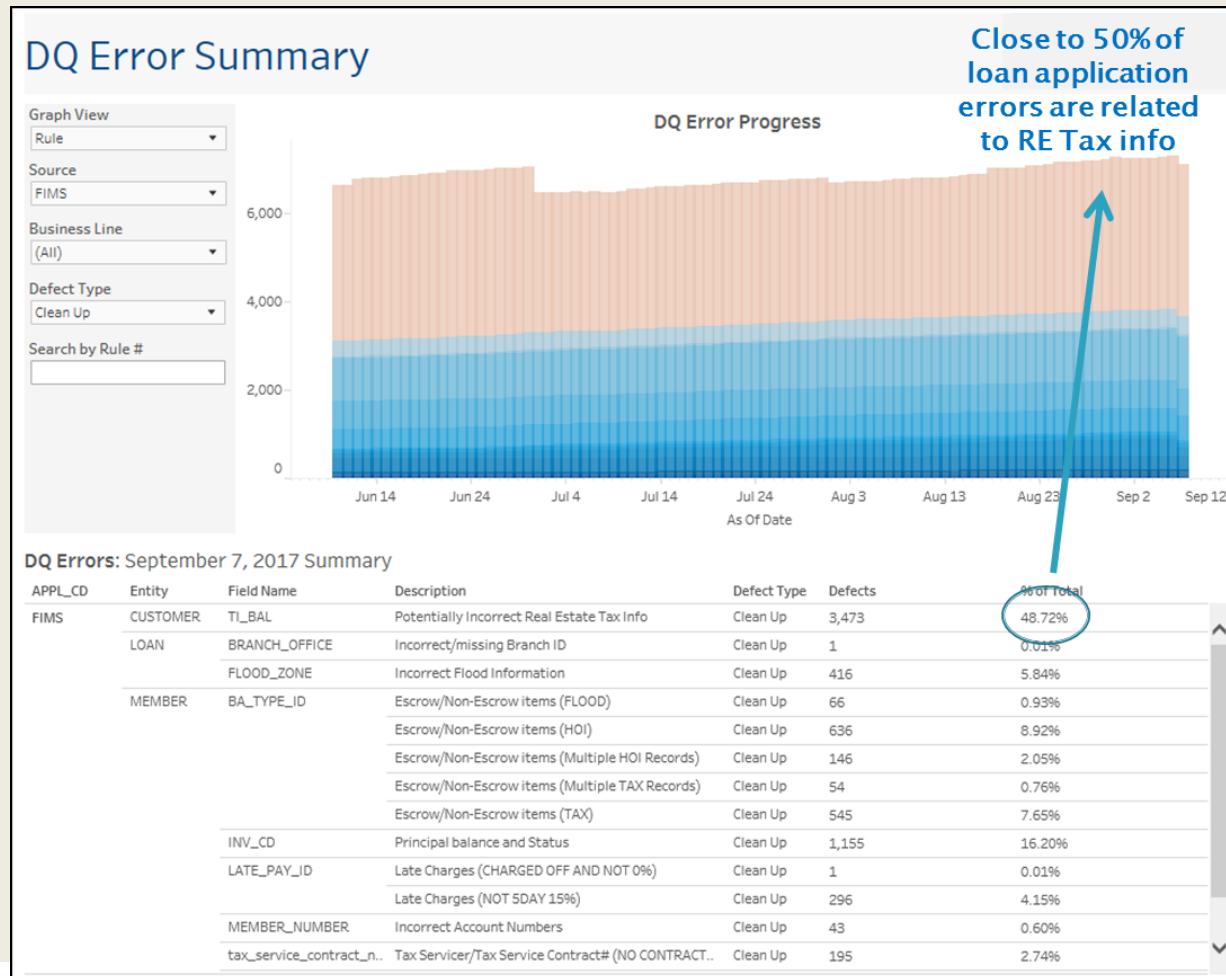 DQ Error Summary
Close to 50% of
loan application
errors are related
to RE Tax info
Graph View
Rule
Source
FIMS
Business Line
(All)
Defect Type
Clean Up
Search by Rule #
DQ Error Progress
6,000
4,000
2,000
0
Jun 14 Jun 24 Jul 4 Jul 14 Jul 24 Aug 3 Aug 13 Aug 23 Sep 2 Sep 12
As Of Date
DQ Errors: September 7, 2017 Summary
APPL_CD Entity Field Name Description Defect Type Defects % of Total
FIMS CUSTOMER TI_BAL Potentially Incorrect Real Estate Tax Info Clean Up 3,473 48.72%
LOAN BRANCH_OFFICE Incorrect/missing Branch ID Clean Up 1 0.01%
FLOOD_ZONE Incorrect Flood Information Clean Up 416 5.84%
MEMBER BA_TYPE_ID Escrow/Non-Escrow items (FLOOD) Clean Up 66 0.93%
Escrow/Non-Escrow items (HOI) Clean Up 636 8.92%
Escrow/Non-Escrow items (Multiple HOI Records) Clean Up 146 2.05%
Escrow/Non-Escrow items (Multiple TAX Records) Clean Up 54 0.76%
Escrow/Non-Escrow items (TAX) Clean Up 545 7.65%
INV_CD Principal balance and Status Clean Up 1,155 16.20%
LATE_PAY_ID Late Charges (CHARGED OFF AND NOT 0%) Clean Up 1 0.01%
Late Charges (NOT 5DAY 15%) Clean Up 296 4.15%
MEMBER_NUMBER Incorrect Account Numbers Clean Up 43 0.60%
tax_service_contract_n.. Tax Servicer/Tax Service Contract# (NO CONTRACT.. Clean Up 195 2.74%